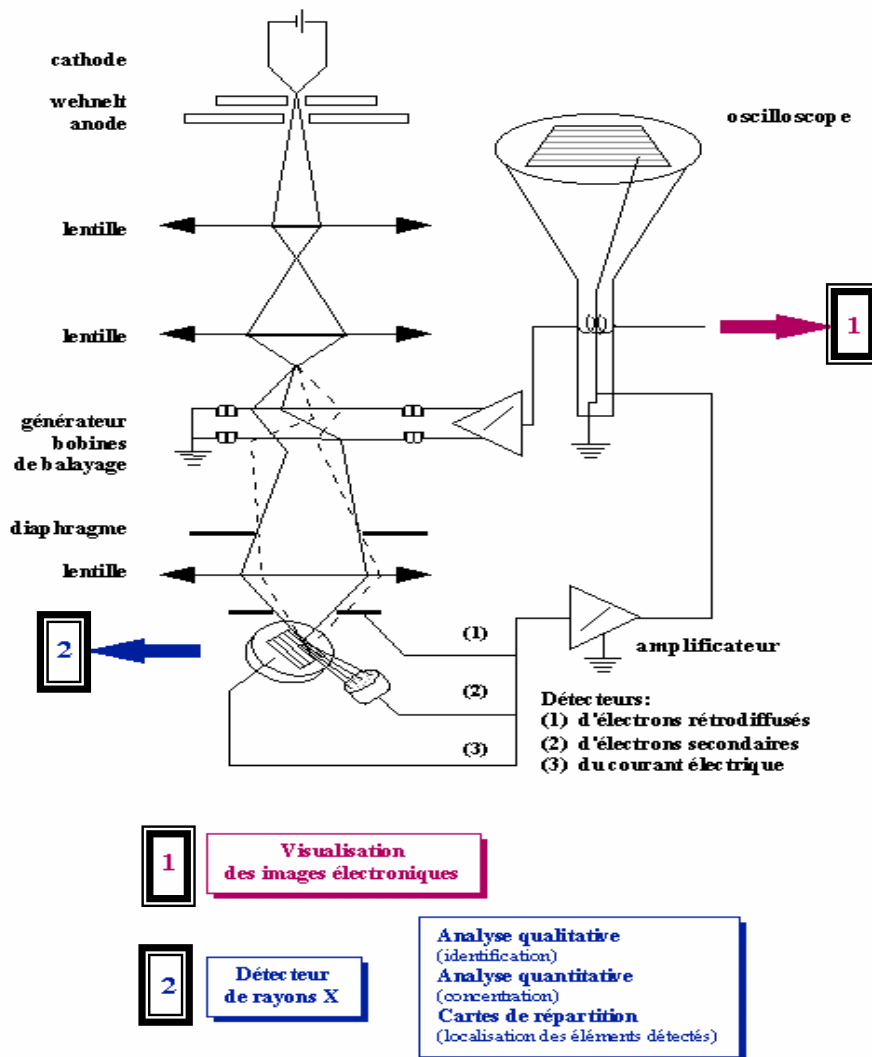 cathode
wehnelt
anode
oscilloscope
lentille
lentille
1
générateur
bobines
de balayage
diaphragme
lentille
2
(1)
amplificateur
(2)
Détecteurs:
(1) d'électrons rétrodiffusés
(2) d'électrons secondaires
(3) du courant électrique
(3)
1
Visualisation
des images électroniques
2
Détecteur
de rayons X
Analyse qualitative
(identification)
Analyse quantitative
(concentration)
Cartes de répartition
(localisation des éléments détectés)